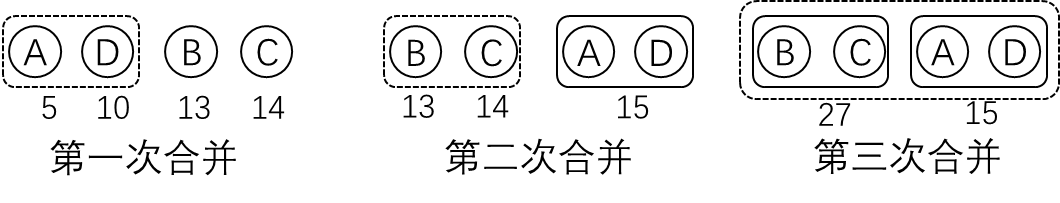 A D B C
5 10 13 14
第一次合并
B C A D
13 14 15
第二次合并
B C A D
27 15
第三次合并